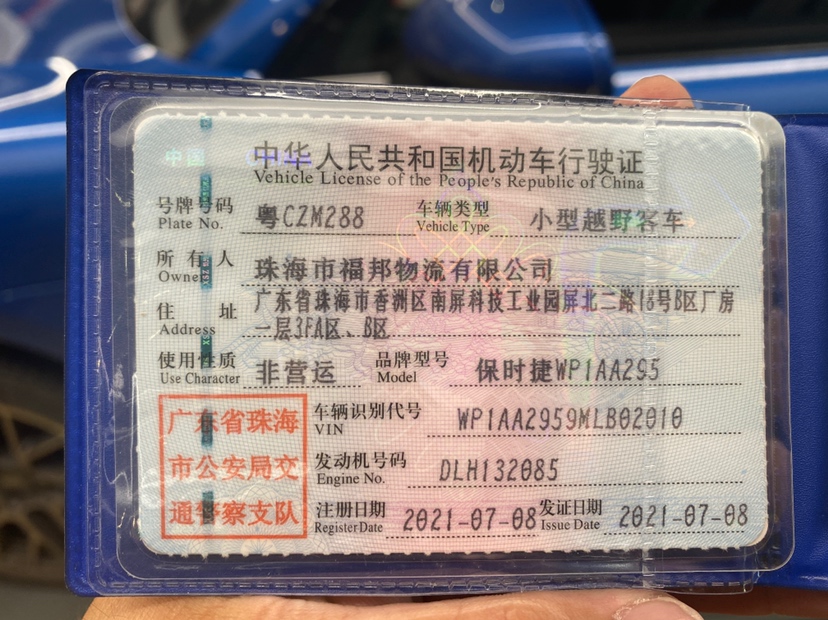 中国 China
中华人民共和国机动车行驶证
Vehicle License of the People's Republic of China
号牌号码 粤CZM288 车辆类型 小型越野客车
Plate No. Vehicle Type
所有人 珠海市福邦物流有限公司
Owner
住址 广东省珠海市香洲区南屏科技工业园屏北二路18号B区厂房
Address 一层3FA区、B区
使用性质 非营运 品牌型号 保时捷WP1AA295
Use Character Model
广东省珠海 车辆识别代号 WP1AA2959MLB02010
VIN
市公安局交 发动机号码 DLH132085
Engine No.
通警察支队 注册日期 2021-07-08 发证日期 2021-07-08
Register Date Issue Date